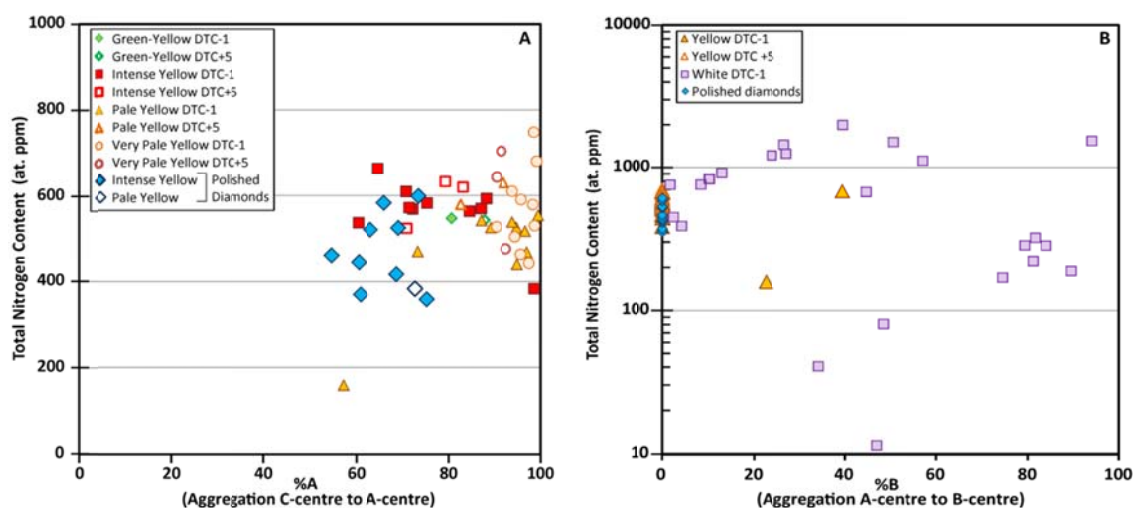 A
1000
800
600
400
200
0
0
20
40
60
80
100
Total Nitrogen Content (at. ppm)
Green-Yellow DTC-1
Green-Yellow DTC+5
Intense Yellow DTC-1
Intense Yellow DTC+5
Pale Yellow DTC-1
Pale Yellow DTC+5
Very Pale Yellow DTC-1
Very Pale Yellow DTC+5
Intense Yellow
Pale Yellow
Polished
Diamonds
%A
(Aggregation C-centre to A-centre)
B
10000
1000
100
10
0
20
40
60
80
100
Total Nitrogen Content (at. ppm)
Yellow DTC-1
Yellow DTC +5
White DTC-1
Polished diamonds
%B
(Aggregation A-centre to B-centre)